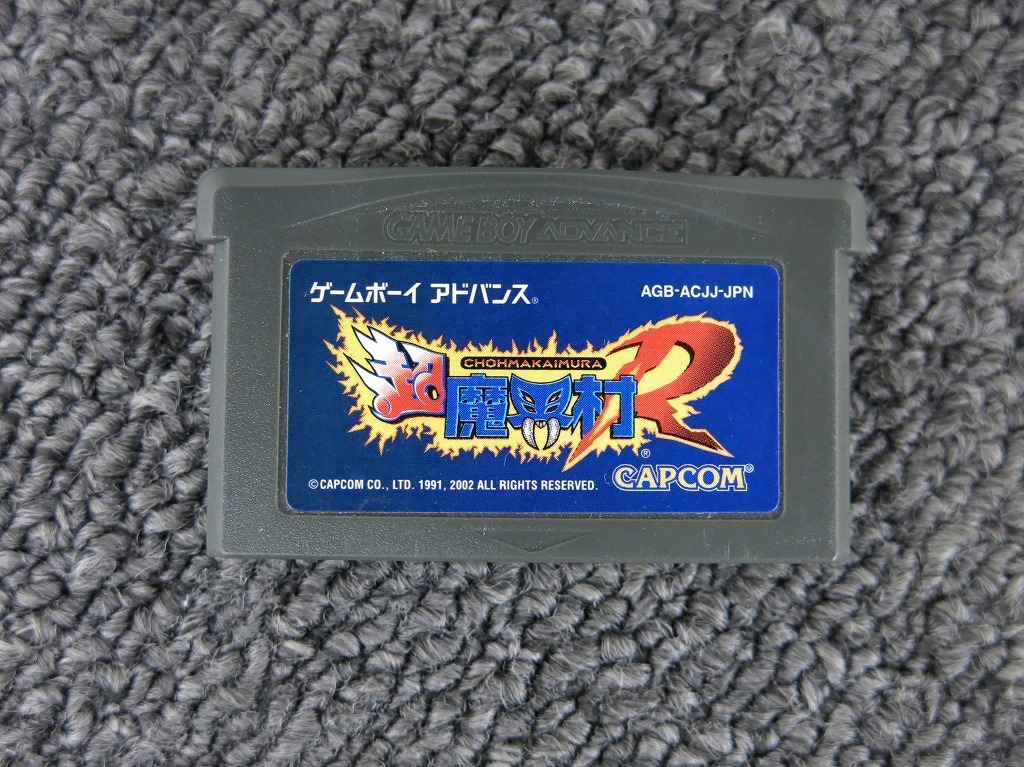 GAME BOY ADVANCE
ゲームボーイ アドバンス®
AGB-ACJJ-JPN
CHOHMAKAIMURA
超魔界村R
®
CAPCOM®
©CAPCOM CO., LTD. 1991, 2002 ALL RIGHTS RESERVED.